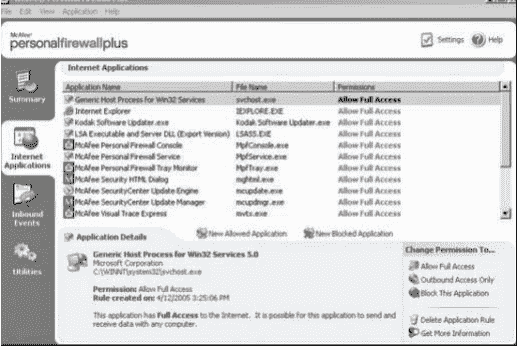 File Edit View Application Help
McAfee
personalfirewallplus
Settings Help
Summary
Internet Applications
Inbound Events
Utilities
Internet Applications
Application Name File Name Permissions
Generic Host Process for Win32 Services svchost.exe Allow Full Access
Internet Explorer IEXPLORE.EXE Allow Full Access
Kodak Software Updater.exe Kodak Software Updater.exe Allow Full Access
LSA Executable and Server DLL (Export Version) LSASS.EXE Allow Full Access
McAfee Personal Firewall Console MpfConsole.exe Allow Full Access
McAfee Personal Firewall Service MpfService.exe Allow Full Access
McAfee Personal Firewall Tray Monitor MpfTray.exe Allow Full Access
McAfee Security HTML Dialog mghtml.exe Allow Full Access
McAfee SecurityCenter Update Engine mcupdate.exe Allow Full Access
McAfee SecurityCenter Update Manager mcupdmgr.exe Allow Full Access
McAfee Visual Trace Express mvtx.exe Allow Full Access
Application Details
New Allowed Application New Blocked Application
Generic Host Process for Win32 Services 5.0
Microsoft Corporation
C:\WINNT\system32\svchost.exe
Permission: Allow Full Access
Rule created on: 4/12/2005 3:25:06 PM
This application has Full Access to the Internet. It is possible for this application to send and
receive data with any computer.
Change Permission To...
Allow Full Access
Outbound Access Only
Block This Application
Delete Application Rule
Get More Information